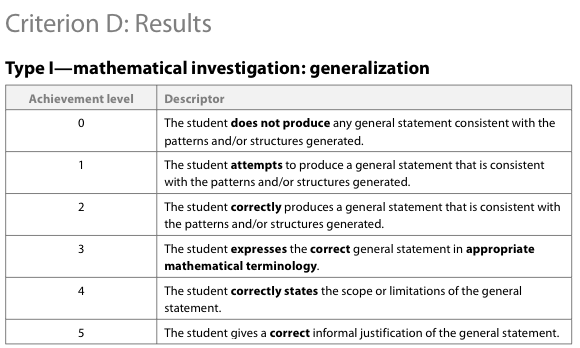 Criterion D: Results
Type I—mathematical investigation: generalization
Achievement level Descriptor
0 The student does not produce any general statement consistent with the
patterns and/or structures generated.
1 The student attempts to produce a general statement that is consistent
with the patterns and/or structures generated.
2 The student correctly produces a general statement that is consistent with
the patterns and/or structures generated.
3 The student expresses the correct general statement in appropriate
mathematical terminology.
4 The student correctly states the scope or limitations of the general
statement.
5 The student gives a correct informal justification of the general statement.